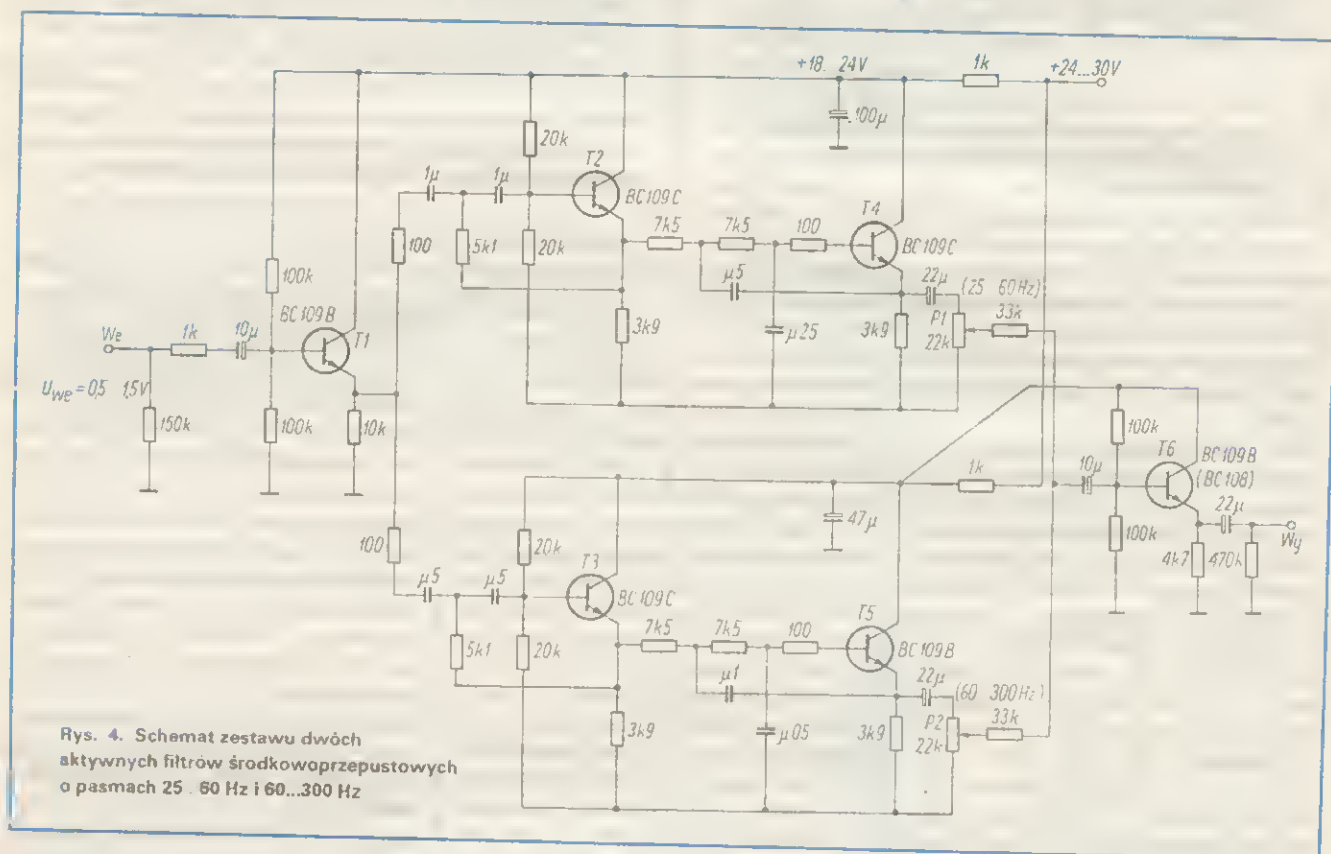 +18 24V
1k
+24...30V
100µ
20k
T2
1µ
1µ
BC109C
100
5k1
20k
7k5
7k5
100
T4
BC109C
100k
BC109B
T1
22µ
(25 60Hz)
33k
P1
22k
µ5
3k9
µ25
3k9
We
1k
10µ
UWe = 0,5 1,5V
150k
100k
10k
100k
T6
BC109B
(BC108)
10µ
22µ
Wy
100k
4k7
470k
1k
47µ
100
20k
T3
µ5
µ5
BC109C
5k1
20k
7k5
7k5
100
T5
BC109B
22µ
(60 300Hz)
33k
P2
22k
µ1
3k9
µ05
3k9
Rys. 4. Schemat zestawu dwóch
aktywnych filtrów środkowoprzepustowych
o pasmach 25 . 60 Hz i 60...300 Hz